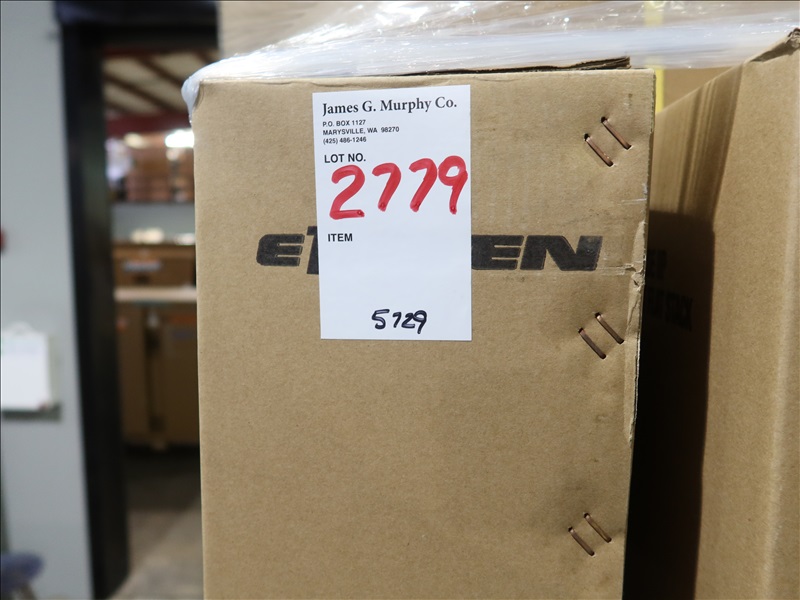 James G. Murphy Co.
P.O. BOX 1127
MARYSVILLE, WA 98270
(425) 486-1246
LOT NO.
2779
ITEM
5729